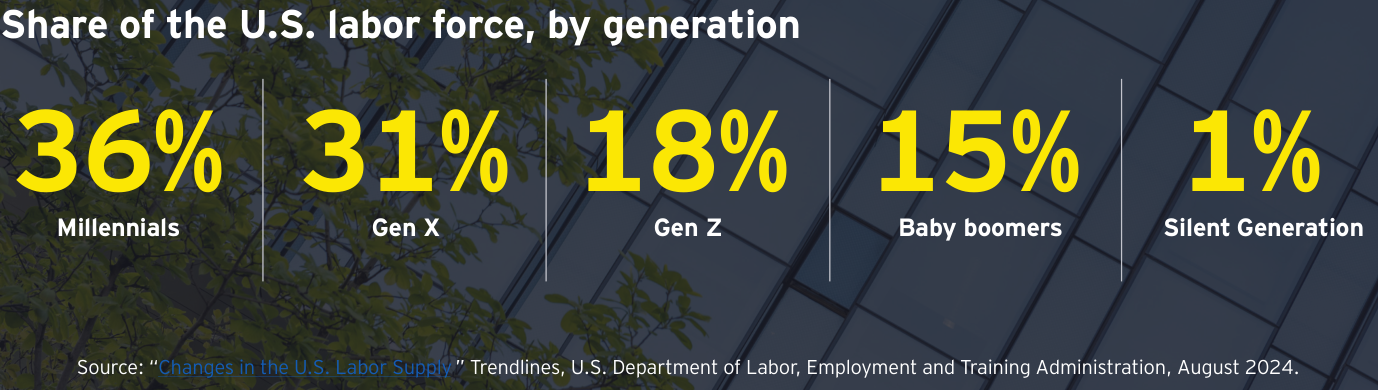 Share of the U.S. labor force, by generation
36% 31% 18% 15% 1%
Millennials Gen X Gen Z Baby boomers Silent Generation
Source: “Changes in the U.S. Labor Supply,” Trendlines, U.S. Department of Labor, Employment and Training Administration, August 2024.